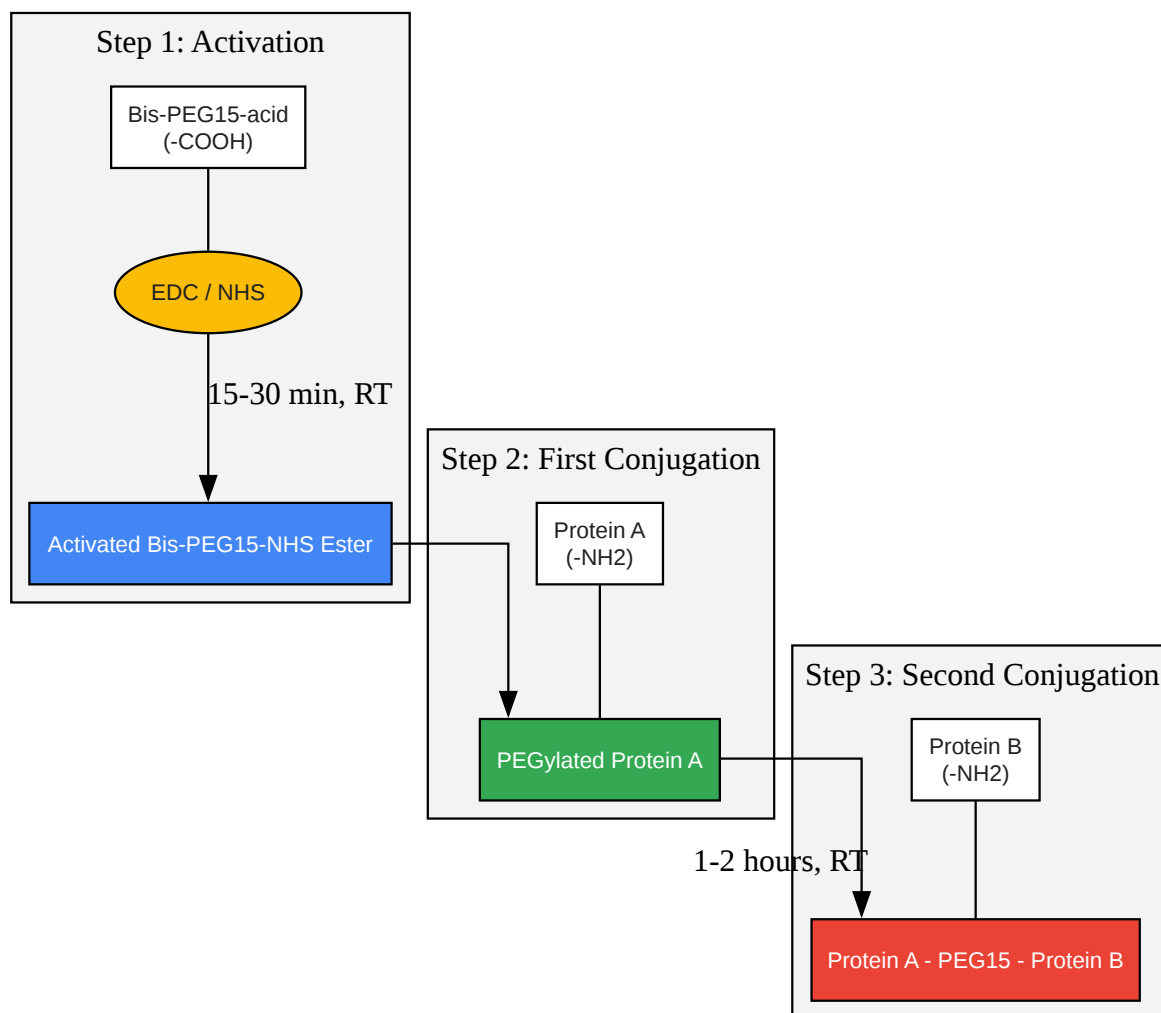 Step 1: Activation
Bis-PEG15-acid
(-COOH)
EDC / NHS
15-30 min, RT
Activated Bis-PEG15-NHS Ester
Step 2: First Conjugation
Protein A
(-NH2)
PEGylated Protein A
1-2 hours, RT
Step 3: Second Conjugation
Protein B
(-NH2)
Protein A - PEG15 - Protein B